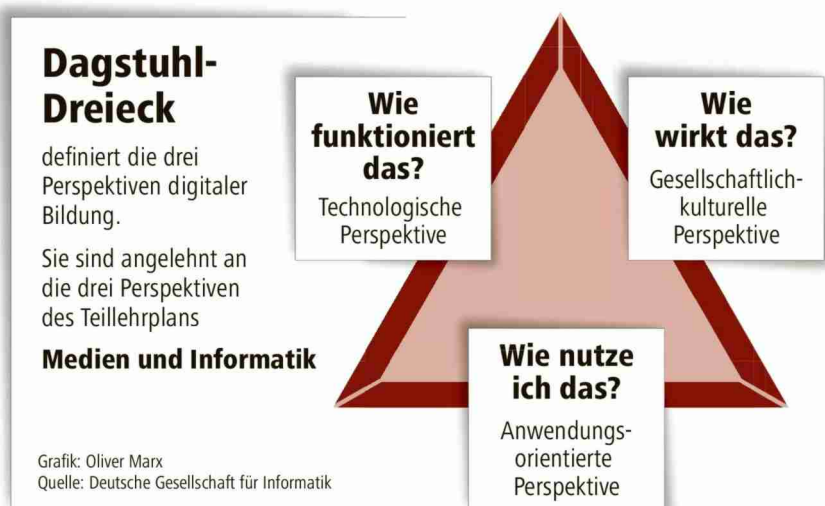 Dagstuhl-
Dreieck
definiert die drei
Perspektiven digitaler
Bildung.
Sie sind angelehnt an
die drei Perspektiven
des Teillehrplans
Medien und Informatik
Grafik: Oliver Marx
Quelle: Deutsche Gesellschaft für Informatik
Wie
funktioniert
das?
Technologische
Perspektive
Wie
wirkt das?
Gesellschaftlich-
kulturelle
Perspektive
Wie nutze
ich das?
Anwendungs-
orientierte
Perspektive